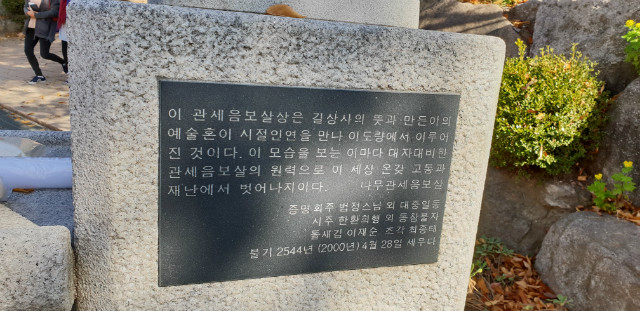 이 관세음보살상은 길상사의 뜻과 만든이의
예술혼이 시절인연을 만나 이도량에서 이루어
진 것이다. 이 모습을 보는 이마다 대자대비한
관세음보살의 원력으로 이 세상 온갖 고통과
재난에서 벗어나지이다. 나무관세음보살
증명 회주 법정스님 외 대중일동
시주 한환희행 외 동참불자
돌새김 이재순 조각 최종태
불기 2544년 (2000년) 4월 28일 세우다